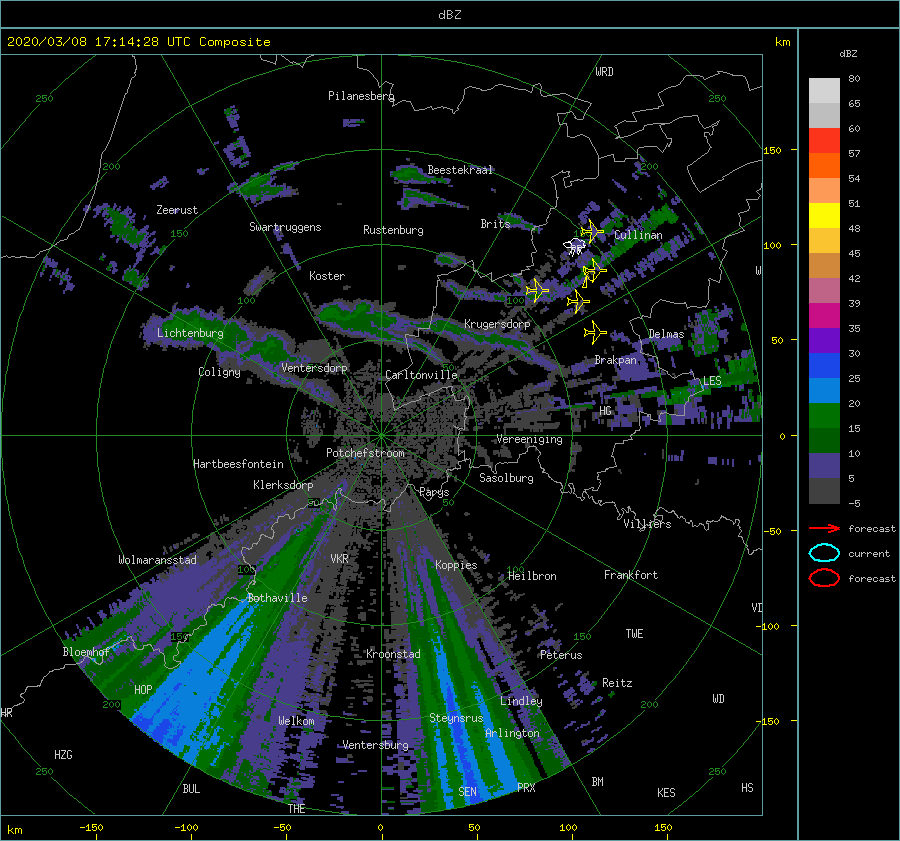 dBZ
2020/03/08 17:14:28 UTC Composite
km
dBZ
WRD
80
Pilanesberg
250
250
65
60
150
57
200
Beestekraal
200
54
Zeerust
51
Swartruggens
Rustenburg
Brits
150
Cullinan
48
100
45
Koster
W
42
100
100
39
Krugersdorp
35
Lichtenburg
Delmas
50
30
Coligny
Ventersdorp
Carltonville
Brakpan
LES
25
HG
20
15
Vereeniging
0
Potchefstroom
10
Hartbeesfontein
Sasolburg
5
Klerksdorp
Parys
50
50
-5
Villiers
forecast
-50
Wolmaransstad
VKR
Koppies
current
100
100
Heilbron
Frankfort
forecast
Bothaville
VI
-100
150
150
TWE
Bloemhof
Kroonstad
Peterus
HOP
Reitz
WD
200
Lindley
200
HR
Welkom
Steynsrus
-150
Arlington
Ventersburg
HZG
250
250
BUL
SEN
PRX
BM
KES
HS
THE
km
-150
-100
-50
0
50
100
150